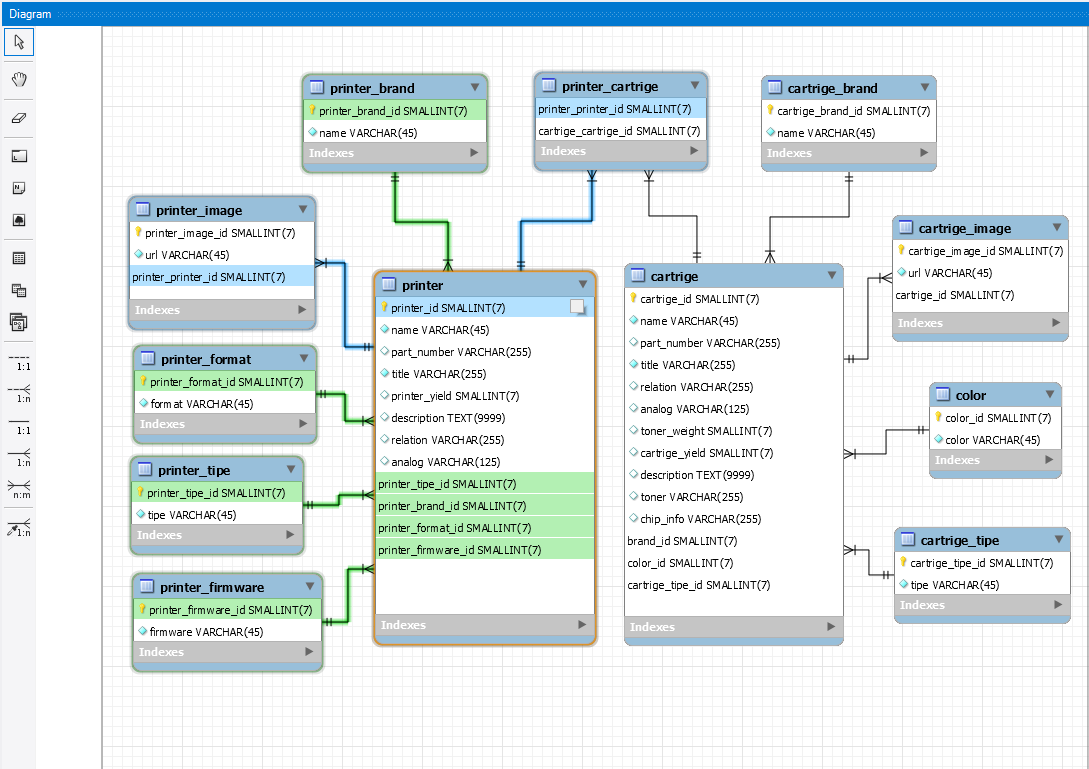 Diagram
printer_brand
printer_brand_id SMALLINT(7)
name VARCHAR(45)
Indexes
printer_cartrige
printer_printer_id SMALLINT(7)
cartrige_cartrige_id SMALLINT(7)
Indexes
cartrige_brand
cartrige_brand_id SMALLINT(7)
name VARCHAR(45)
Indexes
printer_image
printer_image_id SMALLINT(7)
url VARCHAR(45)
printer_printer_id SMALLINT(7)
Indexes
printer_format
printer_format_id SMALLINT(7)
format VARCHAR(45)
Indexes
printer_tipe
printer_tipe_id SMALLINT(7)
tipe VARCHAR(45)
Indexes
printer_firmware
printer_firmware_id SMALLINT(7)
firmware VARCHAR(45)
Indexes
printer
printer_id SMALLINT(7)
name VARCHAR(45)
part_number VARCHAR(255)
title VARCHAR(255)
printer_yield SMALLINT(7)
description TEXT(9999)
relation VARCHAR(255)
analog VARCHAR(125)
printer_tipe_id SMALLINT(7)
printer_brand_id SMALLINT(7)
printer_format_id SMALLINT(7)
printer_firmware_id SMALLINT(7)
Indexes
cartrige
cartrige_id SMALLINT(7)
name VARCHAR(45)
part_number VARCHAR(255)
title VARCHAR(255)
relation VARCHAR(255)
analog VARCHAR(125)
toner_weight SMALLINT(7)
cartrige_yield SMALLINT(7)
description TEXT(9999)
toner VARCHAR(255)
chip_info VARCHAR(255)
brand_id SMALLINT(7)
color_id SMALLINT(7)
cartrige_tipe_id SMALLINT(7)
Indexes
cartrige_image
cartrige_image_id SMALLINT(7)
url VARCHAR(45)
cartrige_id SMALLINT(7)
Indexes
color
color_id SMALLINT(7)
color VARCHAR(45)
Indexes
cartrige_tipe
cartrige_tipe_id SMALLINT(7)
tipe VARCHAR(45)
Indexes
1:1
1:n
1:1
1:n
n:m
1:n